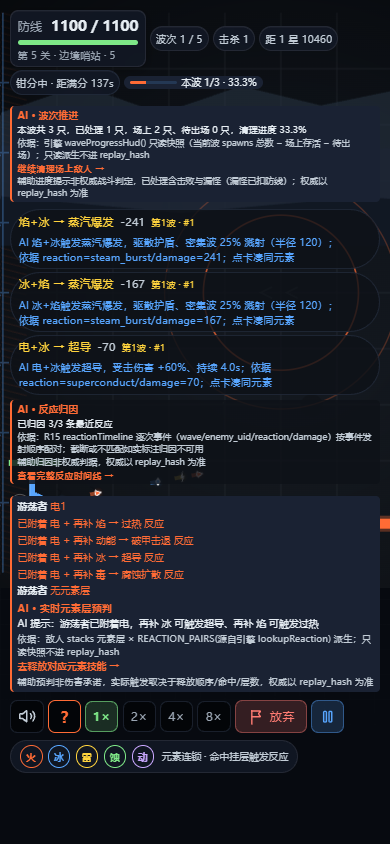 防线 1100 / 1100
第 5 关 · 边境哨站 · 5
波次 1 / 5
击杀 1
距 1 星 10460
钳分中 · 距满分 137s
本波 1/3 · 33.3%
AI • 波次推进
本波共 3 只，已处理 1 只，场上 2 只、待出场 0 只，清理进度 33.3%
依据：引擎 waveProgressHud() 只读快照（当前波 spawns 总数 − 场上存活 − 待出
场）；只读派生不进 replay_hash
继续清理场上敌人 →
辅助进度提示非权威战斗判定，已处理含击败与漏怪（漏怪已扣防线）；权威以
replay_hash 为准
焰+冰 → 蒸汽爆发 -241 第1波 · #1
AI 焰+冰触发蒸汽爆发，驱散护盾、密集波 25% 溅射（半径 120）；
依据 reaction=steam_burst/damage=241；点卡凑同元素
冰+焰 → 蒸汽爆发 -167 第1波 · #1
AI 冰+焰触发蒸汽爆发，驱散护盾、密集波 25% 溅射（半径 120）；
依据 reaction=steam_burst/damage=167；点卡凑同元素
电+冰 → 超导 -70 第1波 · #1
AI 电+冰触发超导，受击伤害 +60%、持续 4.0s；依据
reaction=superconduct/damage=70；点卡凑同元素
AI • 反应归因
已归因 3/3 条最近反应
依据：R15 reactionTimeline 逐次事件（wave/enemy_uid/reaction/damage）按事件发
射顺序配对；截断或不匹配如实标注归因不可用
辅助归因非权威判据，权威以 replay_hash 为准
查看完整反应时间线 →
游荡者 电1
已附着 电 + 再补 焰 → 过热 反应
已附着 电 + 再补 动能 → 破甲击退 反应
已附着 电 + 再补 冰 → 超导 反应
已附着 电 + 再补 毒 → 腐蚀扩散 反应
游荡者 无元素层
AI • 实时元素层预判
AI 提示：游荡者已附着电，再补 冰 可触发超导、再补 焰 可触发过热
依据：敌人 stacks 元素层 × REACTION_PAIRS(源自引擎 lookupReaction) 派生；只
读快照不进 replay_hash
去释放对应元素技能 →
辅助预判非伤害承诺，实际触发取决于释放顺序/命中/层数，权威以 replay_hash 为准
?
1×
2×
4×
8×
放弃
火
冰
雷
蚀
动
元素连锁 · 命中挂层触发反应